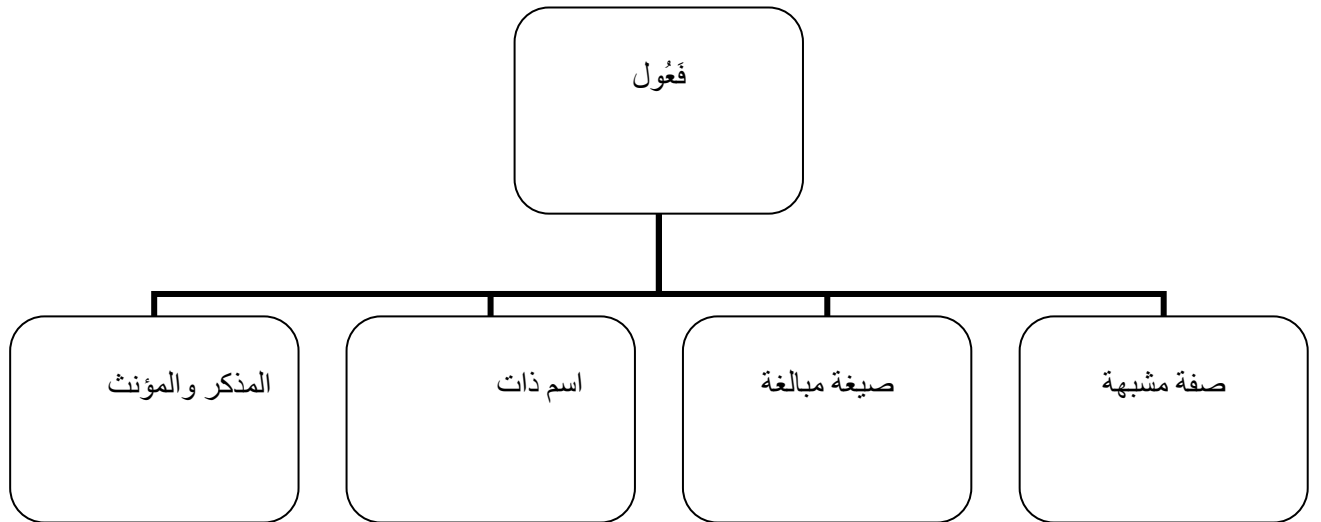 فَعُول
صفة مشبهة
صيغة مبالغة
اسم ذات
المذكر والمؤنث